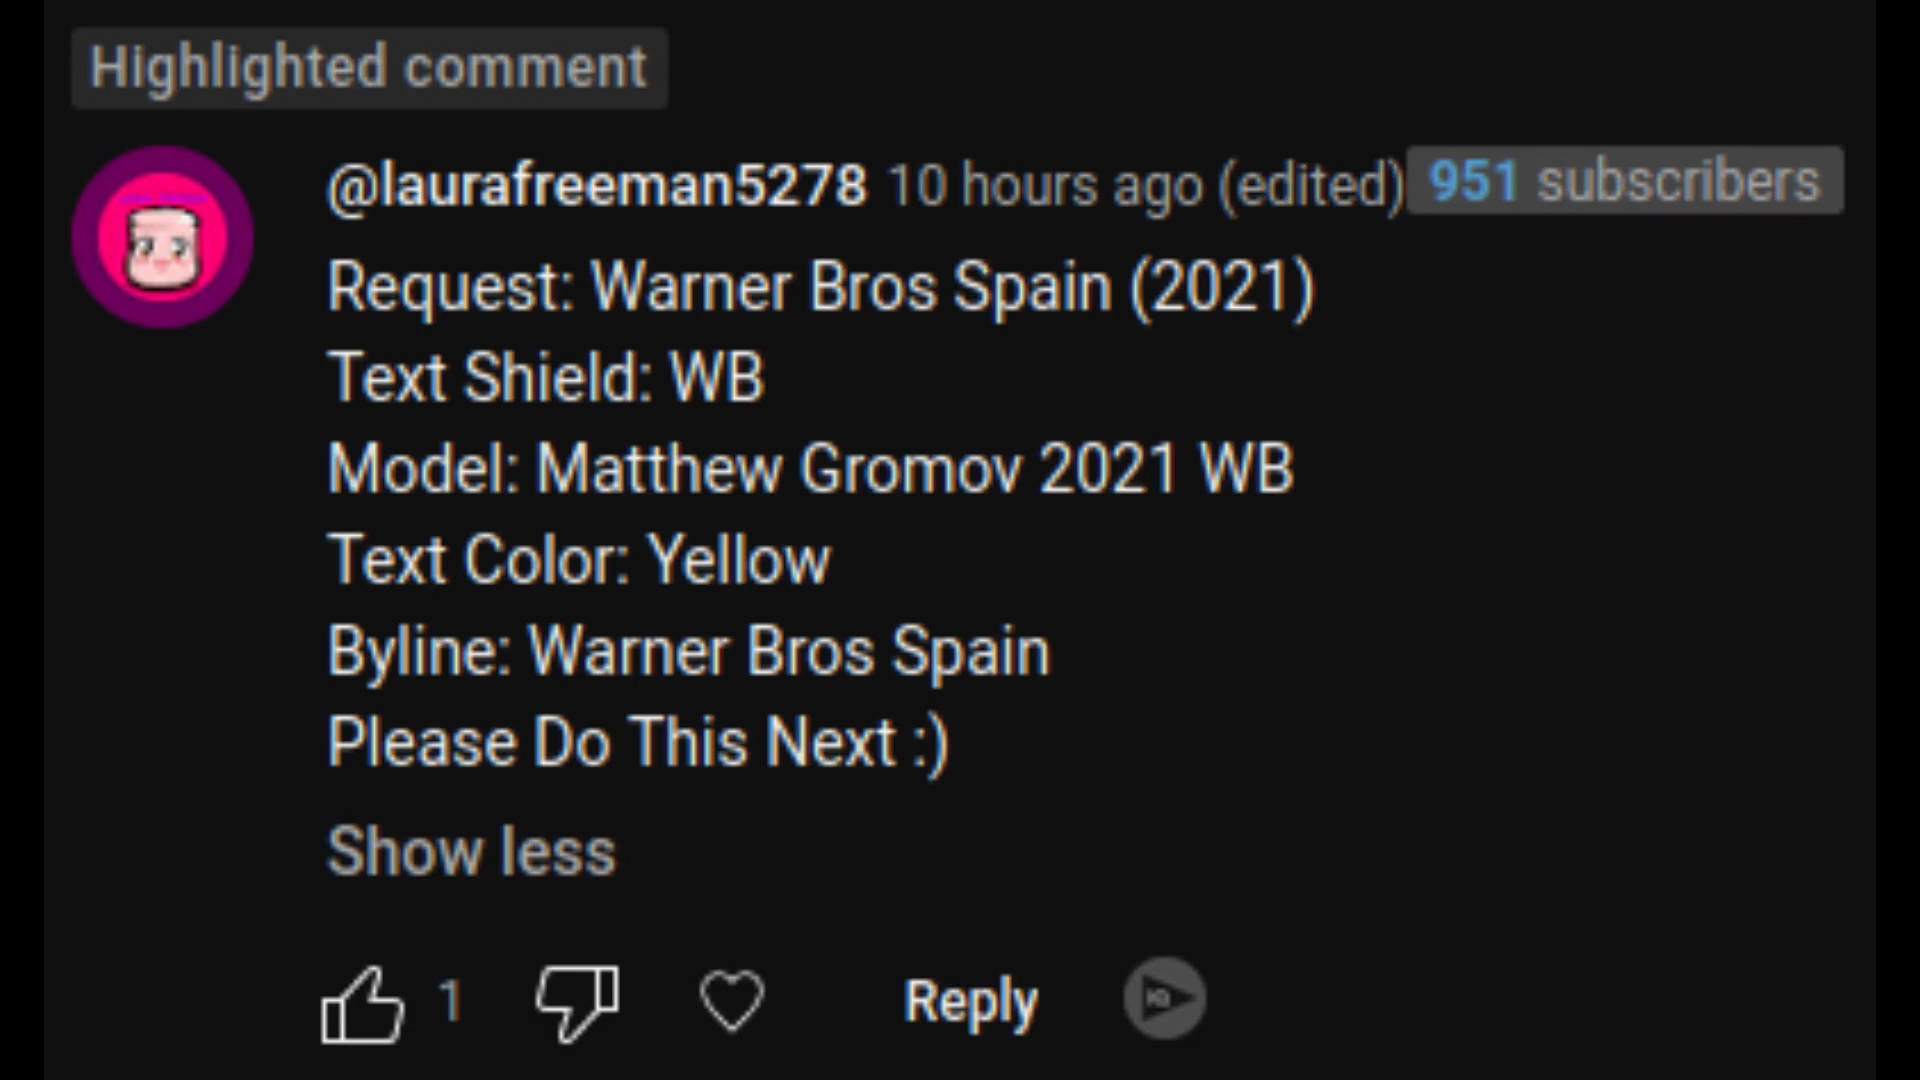 Highlighted comment
@laurafreeman5278 10 hours ago (edited) 951 subscribers
Request: Warner Bros Spain (2021)
Text Shield: WB
Model: Matthew Gromov 2021 WB
Text Color: Yellow
Byline: Warner Bros Spain
Please Do This Next :)
Show less
1 Reply